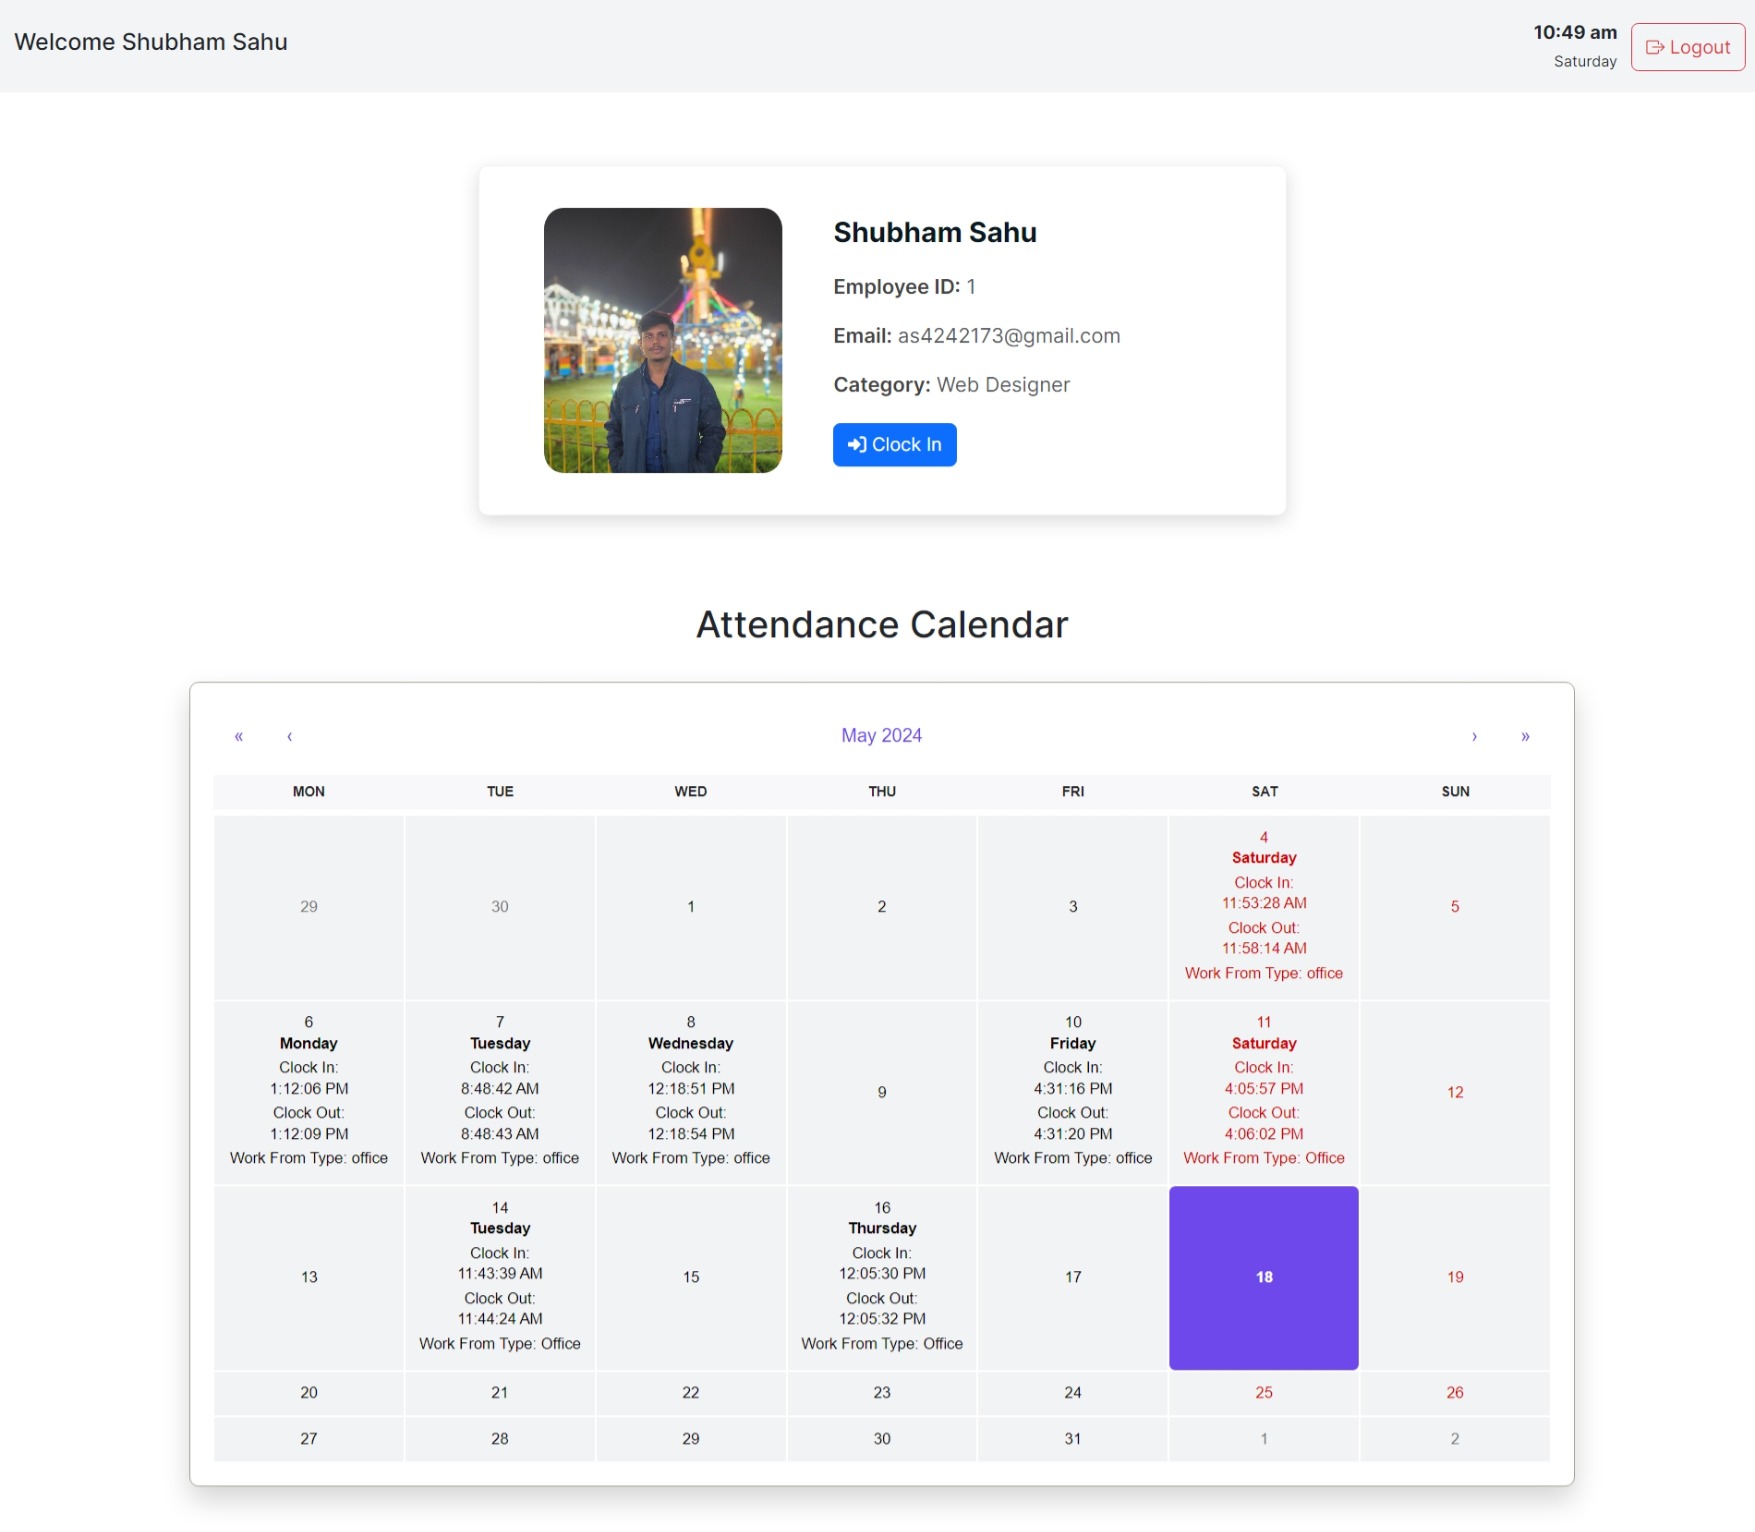 Welcome Shubham Sahu
10:49 am
Saturday
Logout
Shubham Sahu
Employee ID: 1
Email: as4242173@gmail.com
Category: Web Designer
Clock In
Attendance Calendar
« ‹ May 2024 › »
MON TUE WED THU FRI SAT SUN
29
30
1
2
3
4
Saturday
Clock In:
11:53:28 AM
Clock Out:
11:58:14 AM
Work From Type: office
5
6
Monday
Clock In:
1:12:06 PM
Clock Out:
1:12:09 PM
Work From Type: office
7
Tuesday
Clock In:
8:48:42 AM
Clock Out:
8:48:43 AM
Work From Type: office
8
Wednesday
Clock In:
12:18:51 PM
Clock Out:
12:18:54 PM
Work From Type: office
9
10
Friday
Clock In:
4:31:16 PM
Clock Out:
4:31:20 PM
Work From Type: office
11
Saturday
Clock In:
4:05:57 PM
Clock Out:
4:06:02 PM
Work From Type: Office
12
13
14
Tuesday
Clock In:
11:43:39 AM
Clock Out:
11:44:24 AM
Work From Type: Office
15
16
Thursday
Clock In:
12:05:30 PM
Clock Out:
12:05:32 PM
Work From Type: Office
17
18
19
20 21 22 23 24 25 26
27 28 29 30 31 1 2